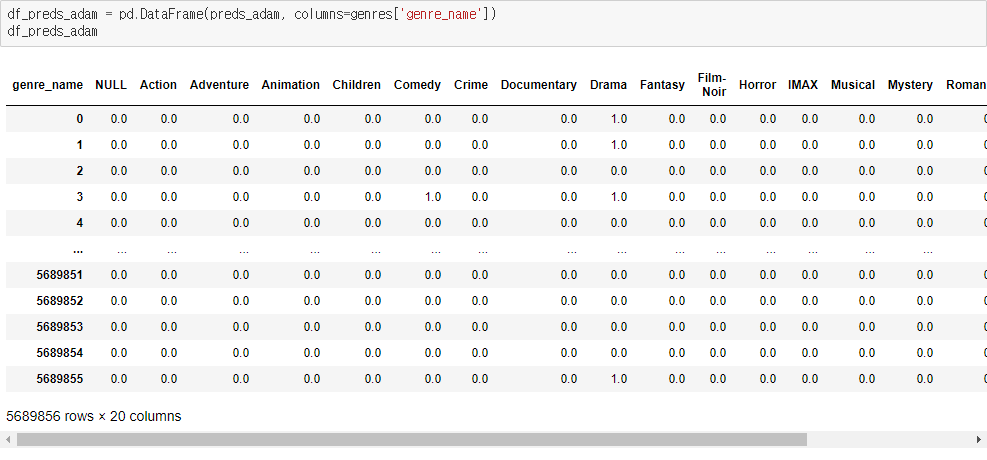 df_preds_adam = pd.DataFrame(preds_adam, columns=genres['genre_name'])
df_preds_adam
genre_name NULL Action Adventure Animation Children Comedy Crime Documentary Drama Fantasy Film-Noir Horror IMAX Musical Mystery Roman
0 0.0 0.0 0.0 0.0 0.0 0.0 0.0 0.0 1.0 0.0 0.0 0.0 0.0 0.0 0.0
1 0.0 0.0 0.0 0.0 0.0 0.0 0.0 0.0 1.0 0.0 0.0 0.0 0.0 0.0 0.0
2 0.0 0.0 0.0 0.0 0.0 0.0 0.0 0.0 0.0 0.0 0.0 0.0 0.0 0.0 0.0
3 0.0 0.0 0.0 0.0 0.0 1.0 0.0 0.0 1.0 0.0 0.0 0.0 0.0 0.0 0.0
4 0.0 0.0 0.0 0.0 0.0 0.0 0.0 0.0 0.0 0.0 0.0 0.0 0.0 0.0 0.0
... ... ... ... ... ... ... ... ... ... ... ... ... ... ... ...
5689851 0.0 0.0 0.0 0.0 0.0 0.0 0.0 0.0 0.0 0.0 0.0 0.0 0.0 0.0 0.0
5689852 0.0 0.0 0.0 0.0 0.0 0.0 0.0 0.0 0.0 0.0 0.0 0.0 0.0 0.0 0.0
5689853 0.0 0.0 0.0 0.0 0.0 0.0 0.0 0.0 0.0 0.0 0.0 0.0 0.0 0.0 0.0
5689854 0.0 0.0 0.0 0.0 0.0 0.0 0.0 0.0 0.0 0.0 0.0 0.0 0.0 0.0 0.0
5689855 0.0 0.0 0.0 0.0 0.0 0.0 0.0 0.0 1.0 0.0 0.0 0.0 0.0 0.0 0.0
5689856 rows × 20 columns